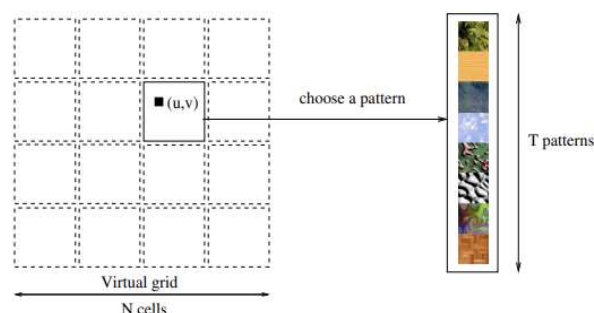 (u,v)
choose a pattern
T patterns
Virtual grid
N cells